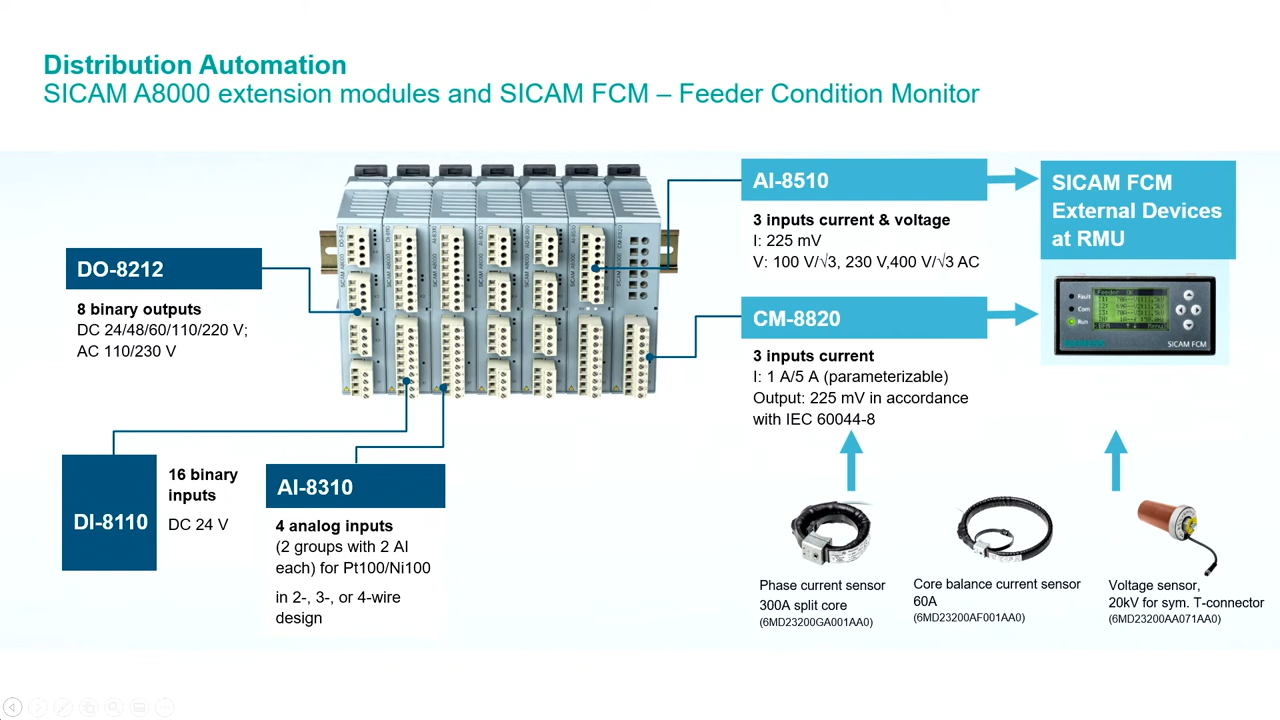 Distribution Automation
SICAM A8000 extension modules and SICAM FCM – Feeder Condition Monitor
DO-8212
8 binary outputs
DC 24/48/60/110/220 V;
AC 110/230 V
DI-8110
16 binary
inputs
DC 24 V
AI-8310
4 analog inputs
(2 groups with 2 AI
each) for Pt100/Ni100
in 2-, 3-, or 4-wire
design
AI-8510
3 inputs current & voltage
I: 225 mV
V: 100 V/√3, 230 V,400 V/√3 AC
CM-8820
3 inputs current
I: 1 A/5 A (parameterizable)
Output: 225 mV in accordance
with IEC 60044-8
SICAM FCM
External Devices
at RMU
Fault
Com
Run
SICAM FCM
Phase current sensor
300A split core
(6MD23200GA001AA0)
Core balance current sensor
60A
(6MD23200AF001AA0)
Voltage sensor,
20kV for sym. T-connector
(6MD23200AA071AA0)